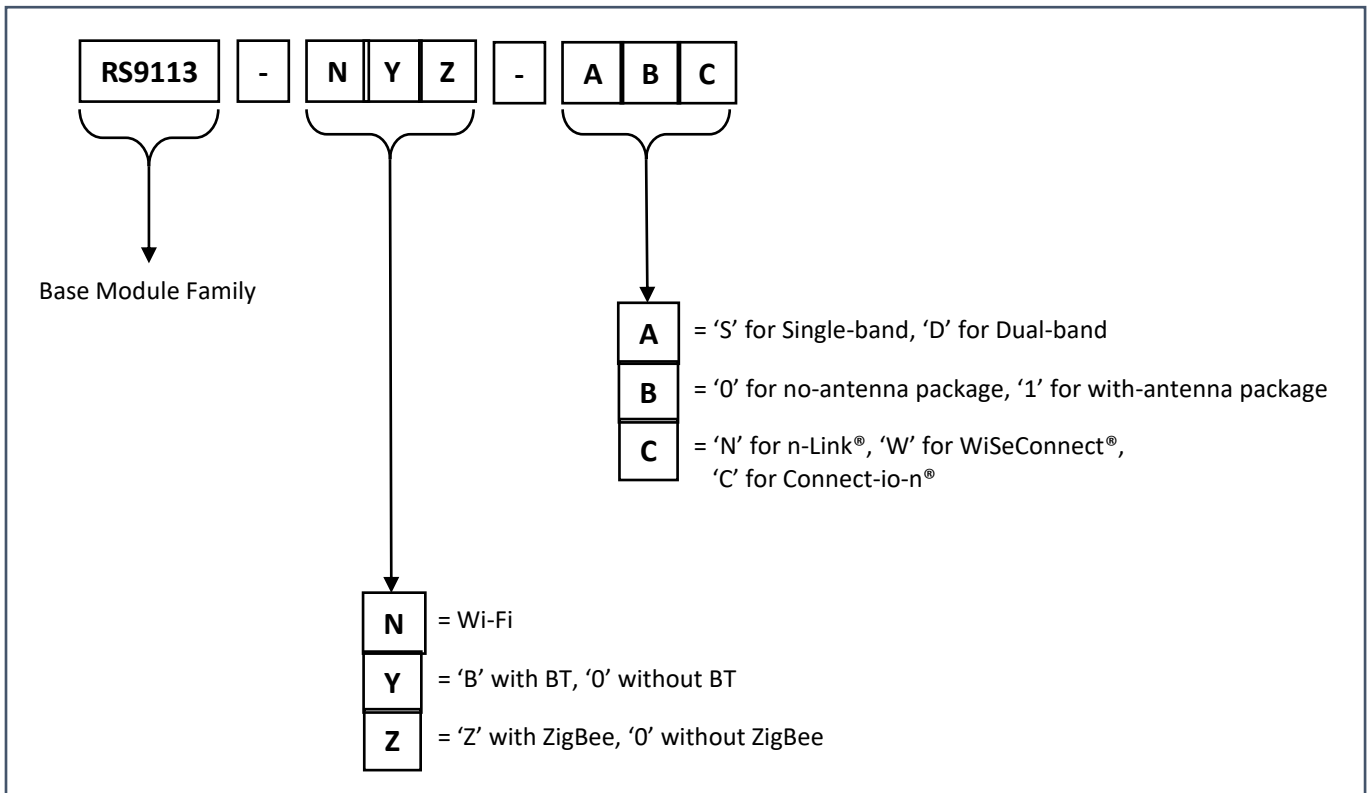 RS9113 - N Y Z - A B C
Base Module Family
A = ‘S’ for Single-band, ‘D’ for Dual-band
B = ‘0’ for no-antenna package, ‘1’ for with-antenna package
C = ‘N’ for n-Link®, ‘W’ for WiSeConnect®,
‘C’ for Connect-io-n®
N = Wi-Fi
Y = ‘B’ with BT, ‘0’ without BT
Z = ‘Z’ with ZigBee, ‘0’ without ZigBee